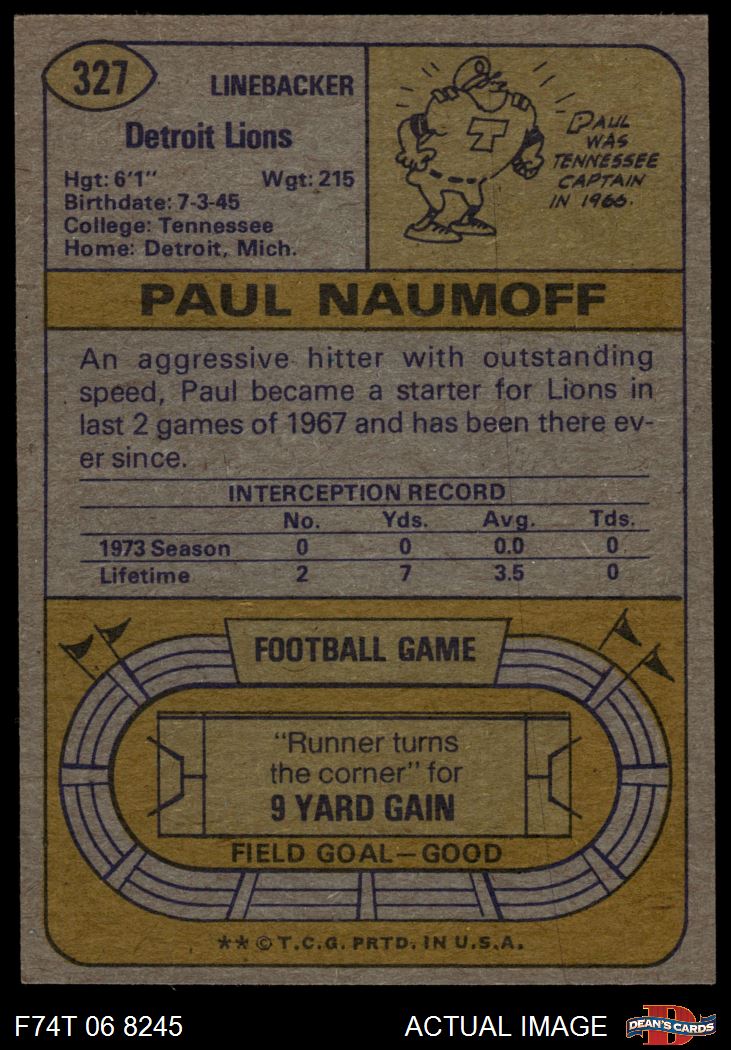 327
LINEBACKER
Detroit Lions
Hgt: 6'1" Wgt: 215
Birthdate: 7-3-45
College: Tennessee
Home: Detroit, Mich.
T
PAUL
WAS
TENNESSEE
CAPTAIN
IN 1966.
PAUL NAUMOFF
An aggressive hitter with outstanding
speed, Paul became a starter for Lions in
last 2 games of 1967 and has been there ev-
er since.
INTERCEPTION RECORD
No. Yds. Avg. Tds.
1973 Season 0 0 0.0 0
Lifetime 2 7 3.5 0
FOOTBALL GAME
"Runner turns
the corner" for
9 YARD GAIN
FIELD GOAL—GOOD
** © T.C.G. PRTD. IN U.S.A.
F74T 06 8245 ACTUAL IMAGE
D
DEAN'S CARDS